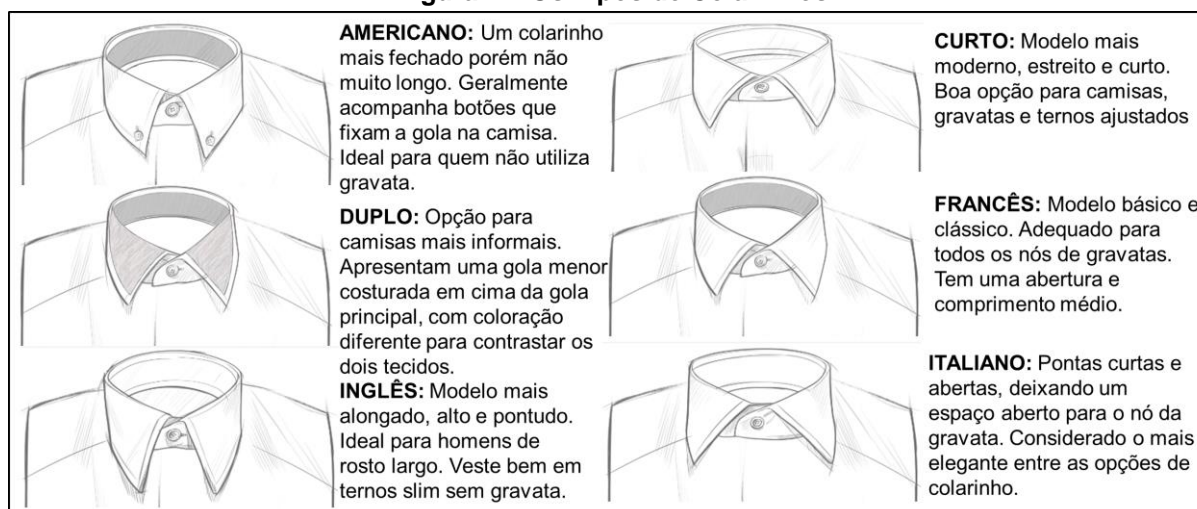 AMERICANO: Um colarinho
mais fechado porém não
muito longo. Geralmente
acompanha botões que
fixam a gola na camisa.
Ideal para quem não utiliza
gravata.
DUPLO: Opção para
camisas mais informais.
Apresentam uma gola menor
costurada em cima da gola
principal, com coloração
diferente para contrastar os
dois tecidos.
INGLÊS: Modelo mais
alongado, alto e pontudo.
Ideal para homens de
rosto largo. Veste bem em
ternos slim sem gravata.
CURTO: Modelo mais
moderno, estreito e curto.
Boa opção para camisas,
gravatas e ternos ajustados
FRANCÊS: Modelo básico e
clássico. Adequado para
todos os nós de gravatas.
Tem uma abertura e
comprimento médio.
ITALIANO: Pontas curtas e
abertas, deixando um
espaço aberto para o nó da
gravata. Considerado o mais
elegante entre as opções de
colarinho.